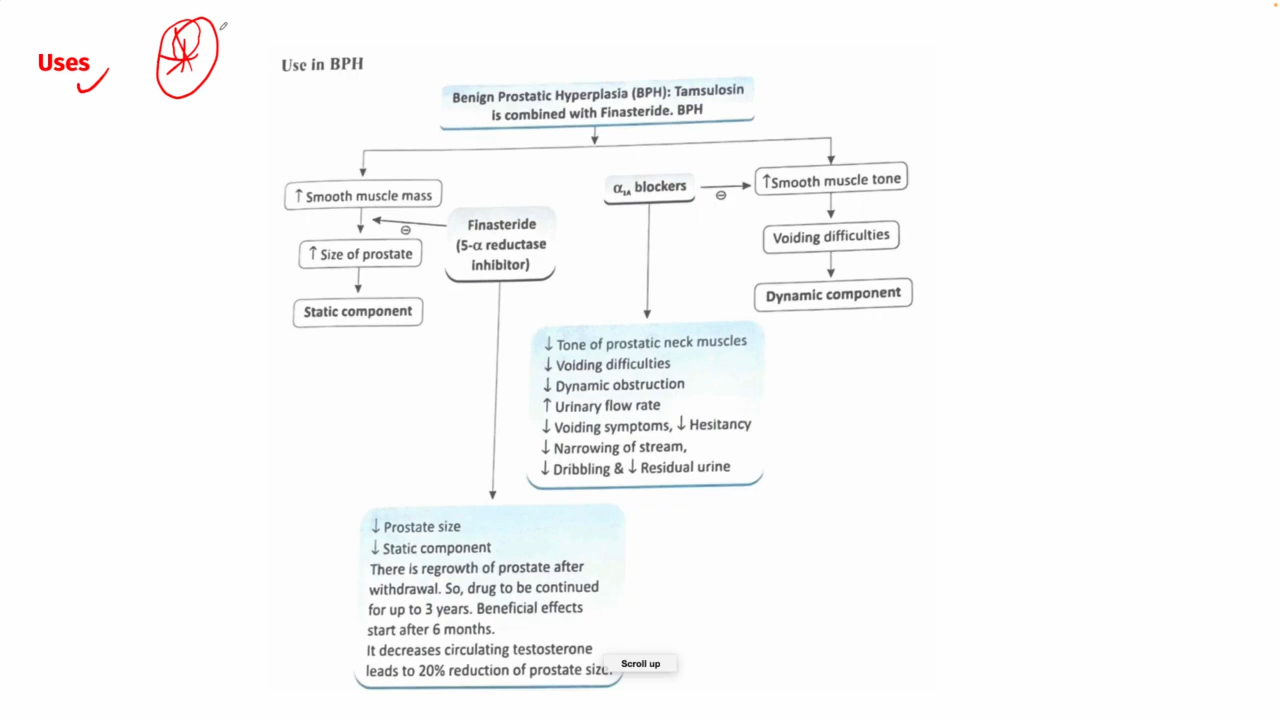 Uses
Use in BPH
Benign Prostatic Hyperplasia (BPH): Tamsulosin
is combined with Finasteride. BPH
↑ Smooth muscle mass
↑ Size of prostate
Static component
⊖
Finasteride
(5-α reductase
inhibitor)
α1A blockers
⊖
↑Smooth muscle tone
Voiding difficulties
Dynamic component
↓ Tone of prostatic neck muscles
↓ Voiding difficulties
↓ Dynamic obstruction
↑ Urinary flow rate
↓ Voiding symptoms, ↓ Hesitancy
↓ Narrowing of stream,
↓ Dribbling & ↓ Residual urine
↓ Prostate size
↓ Static component
There is regrowth of prostate after
withdrawal. So, drug to be continued
for up to 3 years. Beneficial effects
start after 6 months.
It decreases circulating testosterone
leads to 20% reduction of prostate size.
Scroll up